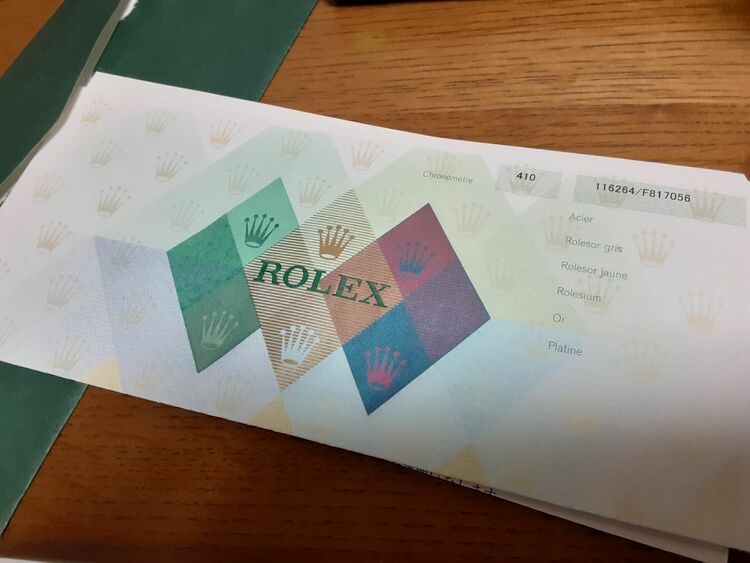 Chronomètre 410 116264/F817056
Acier
Rolesor gris
Rolesor jaune
Rolesium
Or
Platine
ROLEX